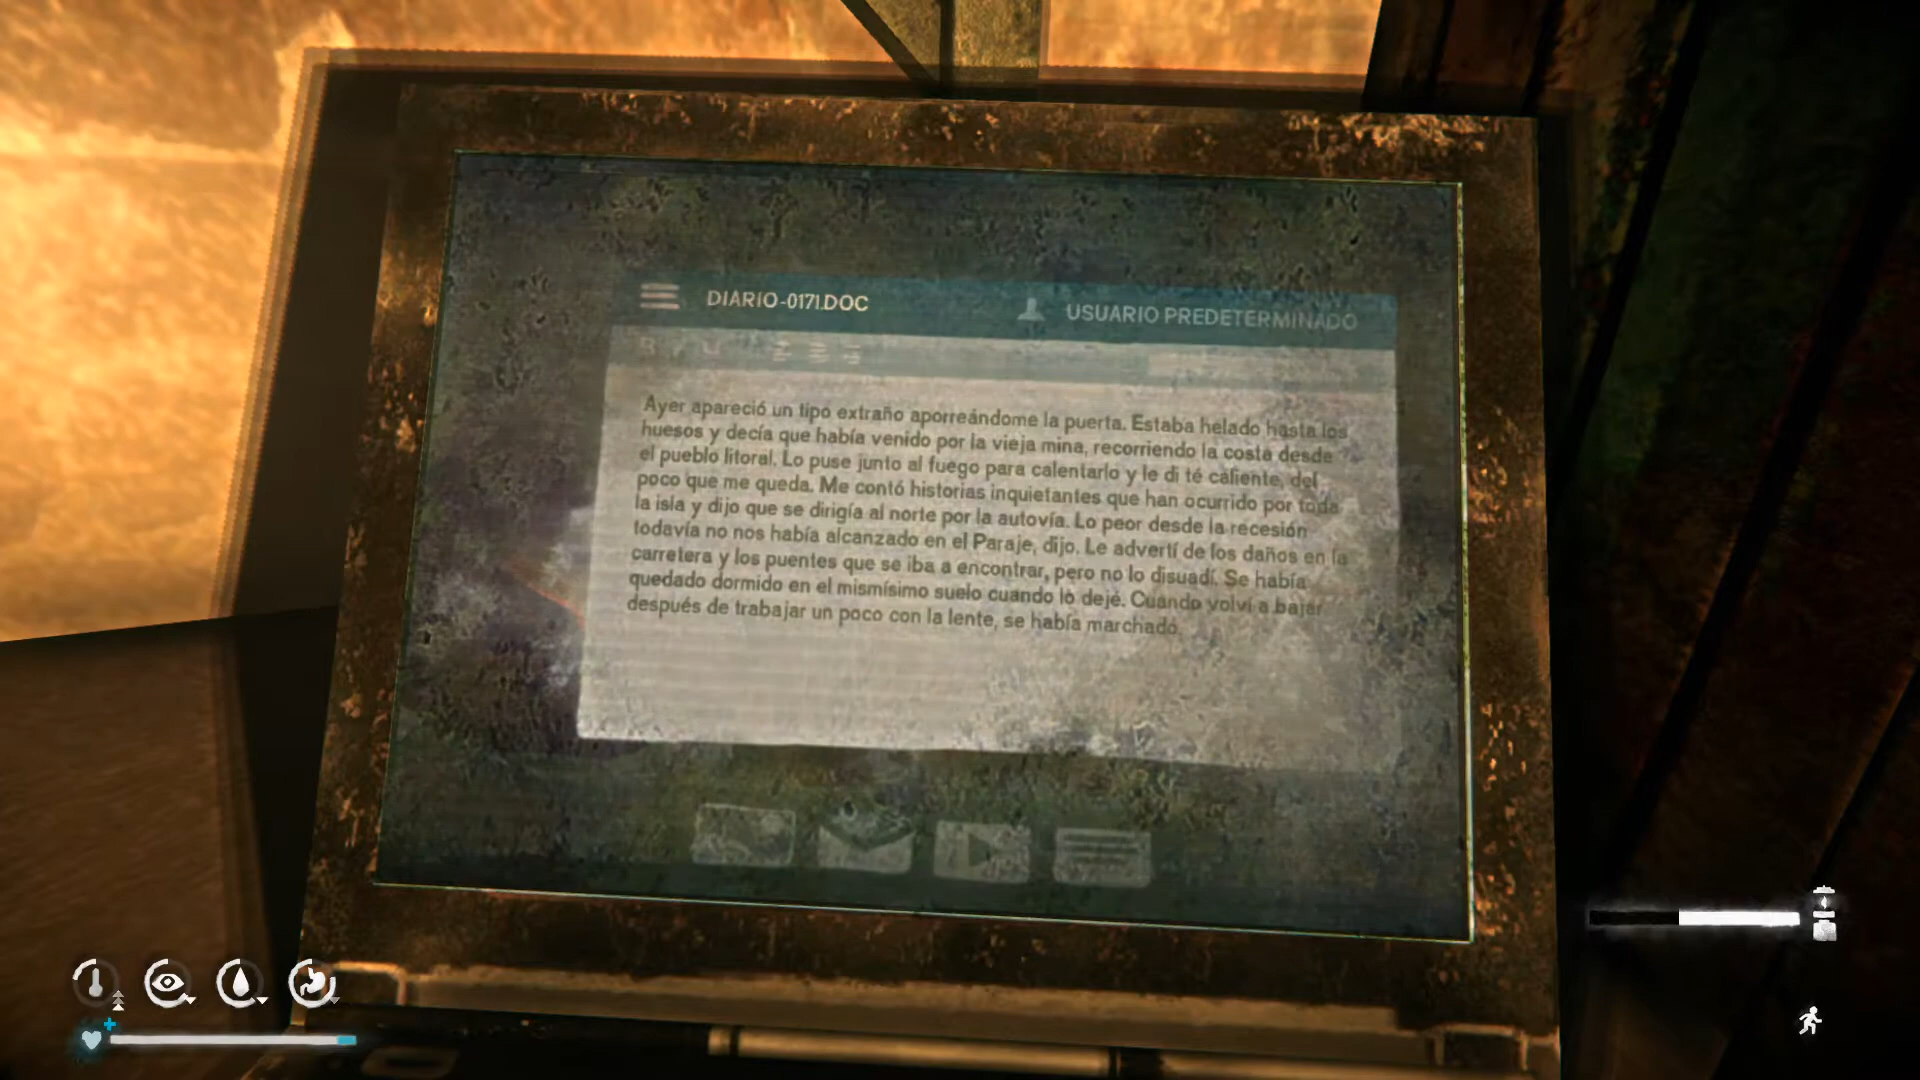 DIARIO-0171.DOC
USUARIO PREDETERMINADO
Ayer apareció un tipo extraño aporreándome la puerta. Estaba helado hasta los
huesos y decía que había venido por la vieja mina, recorriendo la costa desde
el pueblo litoral. Lo puse junto al fuego para calentarlo y le di té caliente, del
poco que me queda. Me contó historias inquietantes que han ocurrido por toda
la isla y dijo que se dirigía al norte por la autovía. Lo peor desde la recesión
todavía no nos había alcanzado en el Paraje, dijo. Le advertí de los daños en la
carretera y los puentes que se iba a encontrar, pero no lo disuadí. Se había
quedado dormido en el mismísimo suelo cuando lo dejé. Cuando volví a bajar
después de trabajar un poco con la lente, se había marchado.